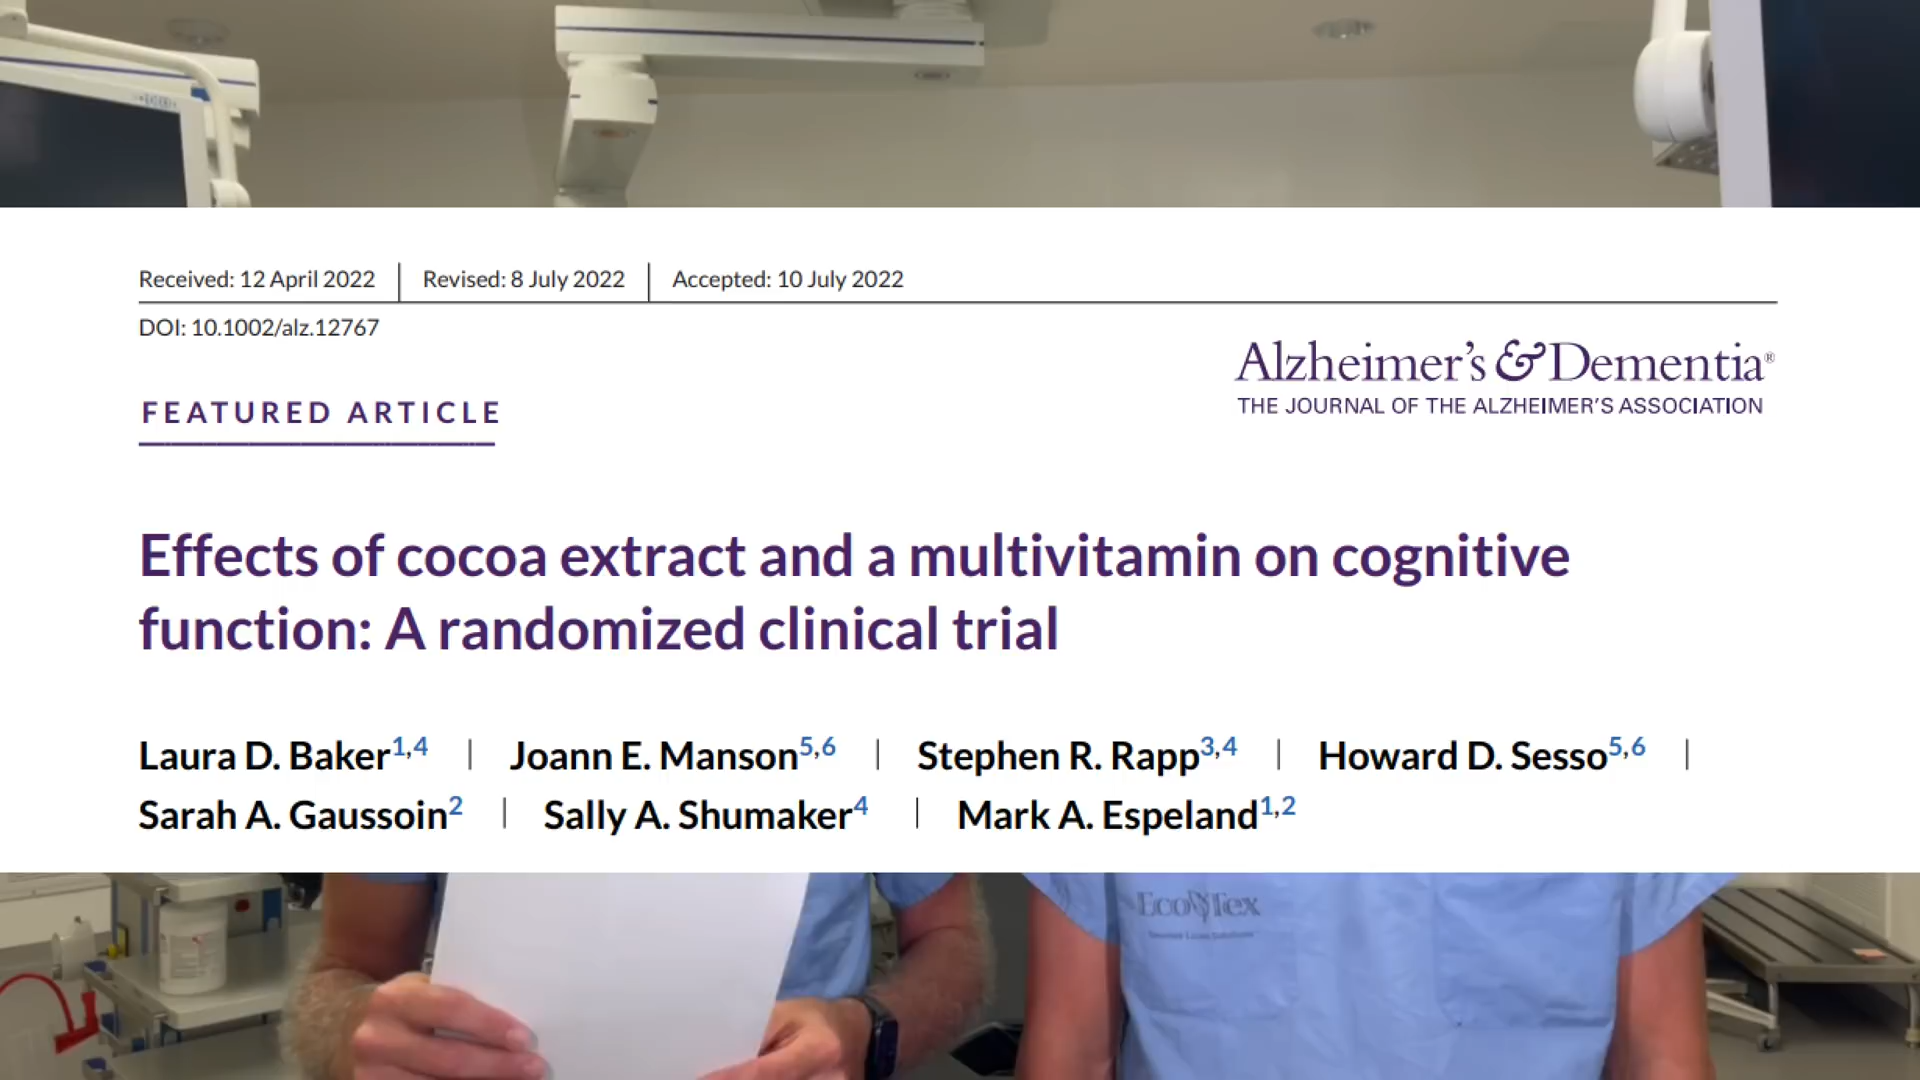 Received: 12 April 2022 | Revised: 8 July 2022 | Accepted: 10 July 2022
DOI: 10.1002/alz.12767
Alzheimer's & Dementia®
THE JOURNAL OF THE ALZHEIMER'S ASSOCIATION
FEATURED ARTICLE
Effects of cocoa extract and a multivitamin on cognitive
function: A randomized clinical trial
Laura D. Baker1,4 | Joann E. Manson5,6 | Stephen R. Rapp3,4 | Howard D. Sesso5,6 |
Sarah A. Gaussoin2 | Sally A. Shumaker4 | Mark A. Espeland1,2
EcoTex